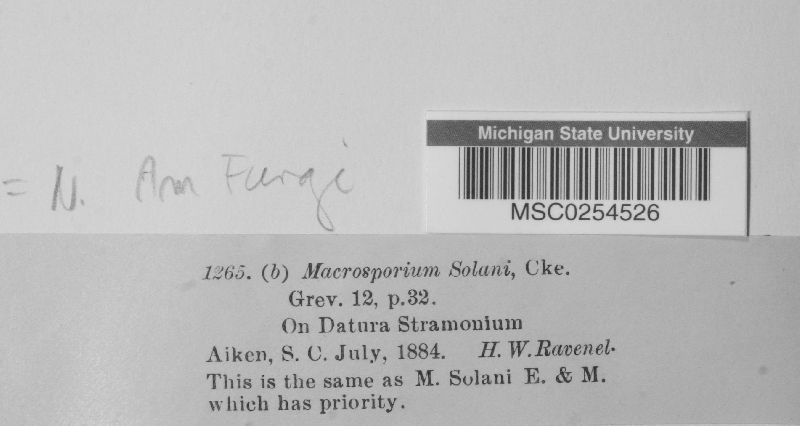 = N. Am Fungi
Michigan State University
MSC0254526
1265. (b) Macrosporium Solani, Cke.
Grev. 12, p.32.
On Datura Stramonium
Aiken, S. C. July, 1884. H. W. Ravenel.
This is the same as M. Solani E. & M.
which has priority.